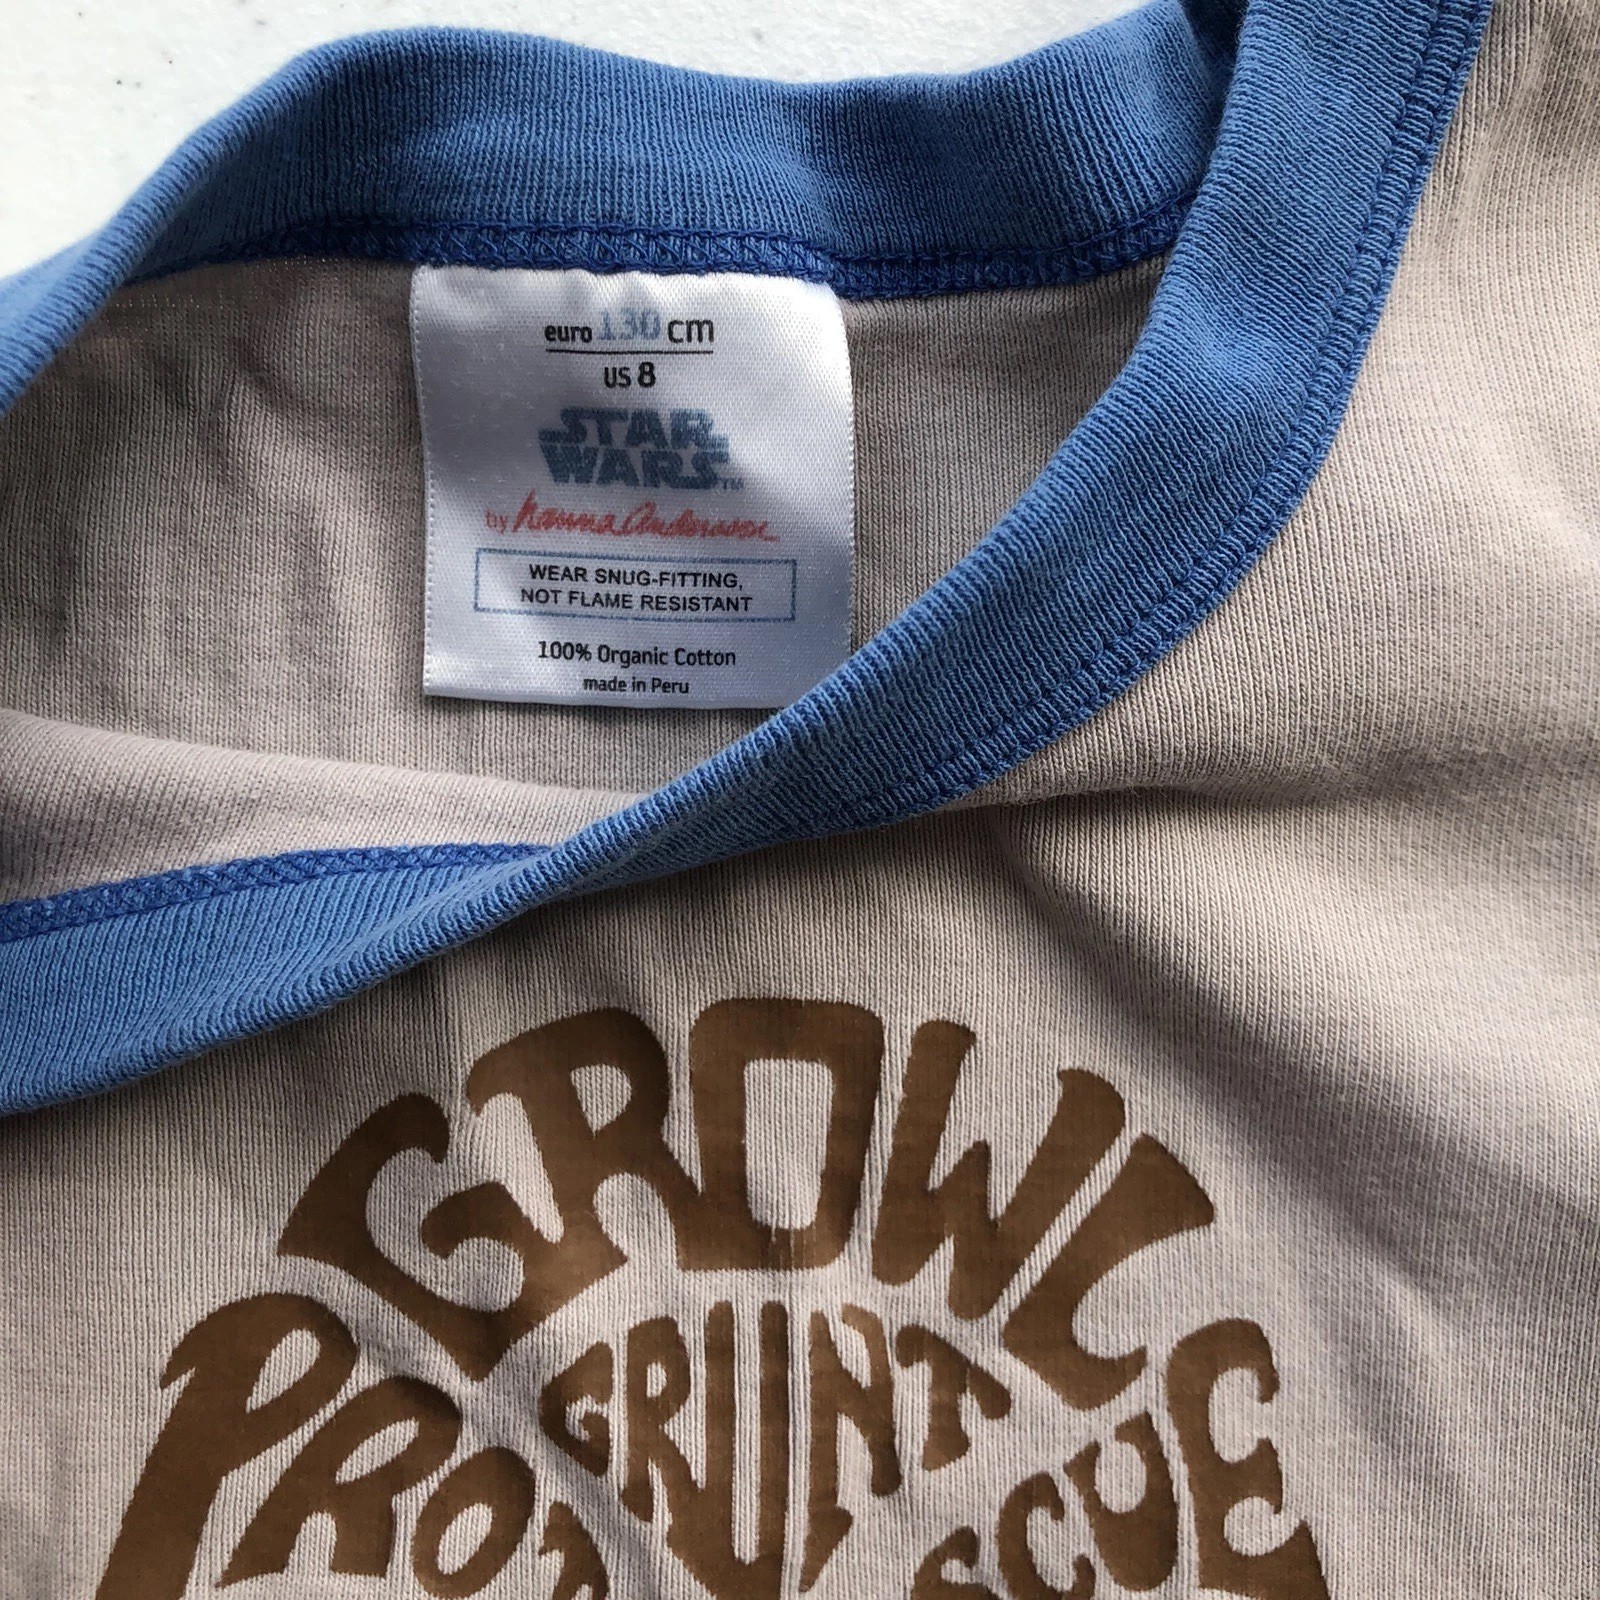 euro 130 cm
US 8
STAR
WARS™
by hanna Andersson
WEAR SNUG-FITTING,
NOT FLAME RESISTANT
100% Organic Cotton
made in Peru
GROWL
GRUNT